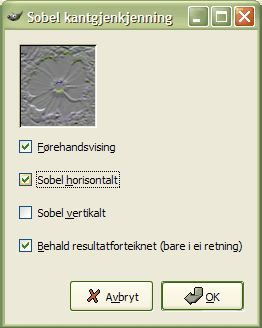 Sobel kantgjenkjenning
Førehandsvising
Sobel horisontalt
Sobel vertikalt
Behald resultatforteiknet (bare i ei retning)
Avbryt
OK